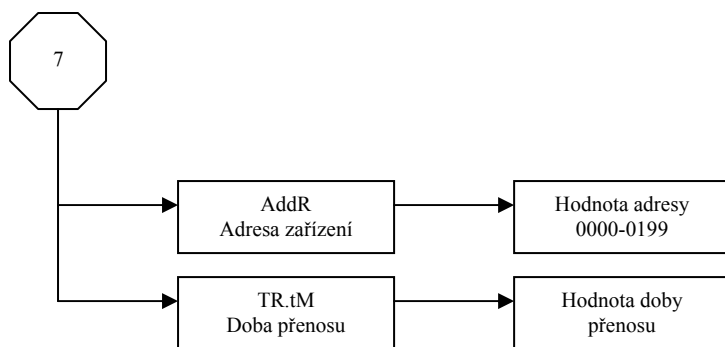 7
AddR
Adresa zařízení
Hodnota adresy
0000-0199
TR.tM
Doba přenosu
Hodnota doby
přenosu